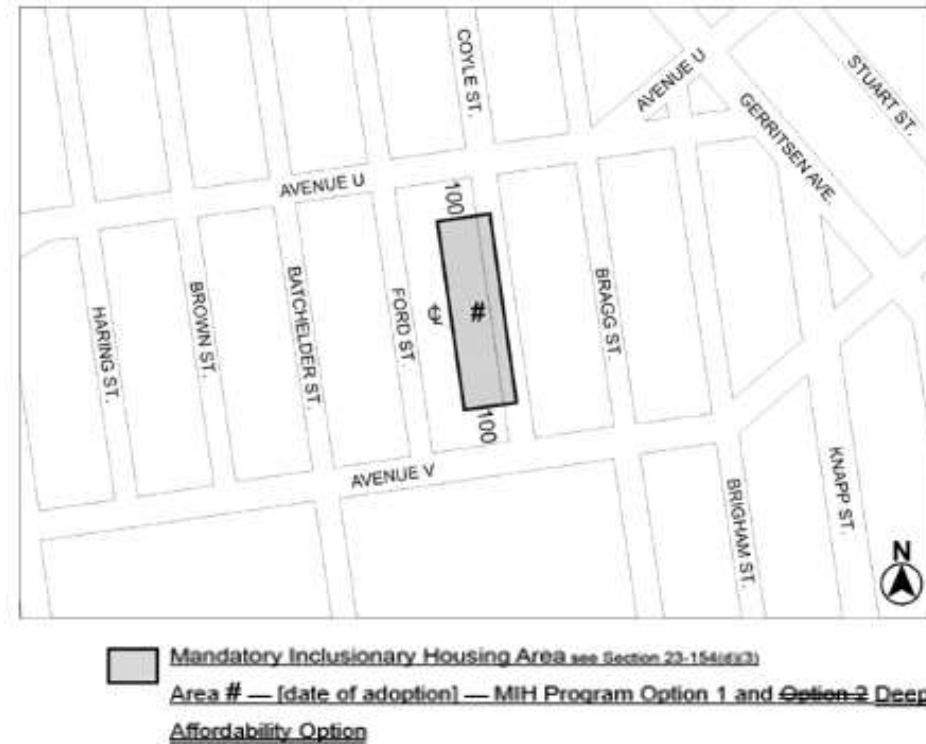 COYLE ST.
AVENUE U
STUART ST.
GERRITSEN AVE.
AVENUE U
100
HARING ST.
BROWN ST.
BATCHELDER ST.
FORD ST.
℄
#
BRAGG ST.
100
AVENUE V
BRIGHAM ST.
KNAPP ST.
N
Mandatory Inclusionary Housing Area see Section 23-154(d)(3)
Area # — [date of adoption] — MIH Program Option 1 and Option 2 Deep
Affordability Option